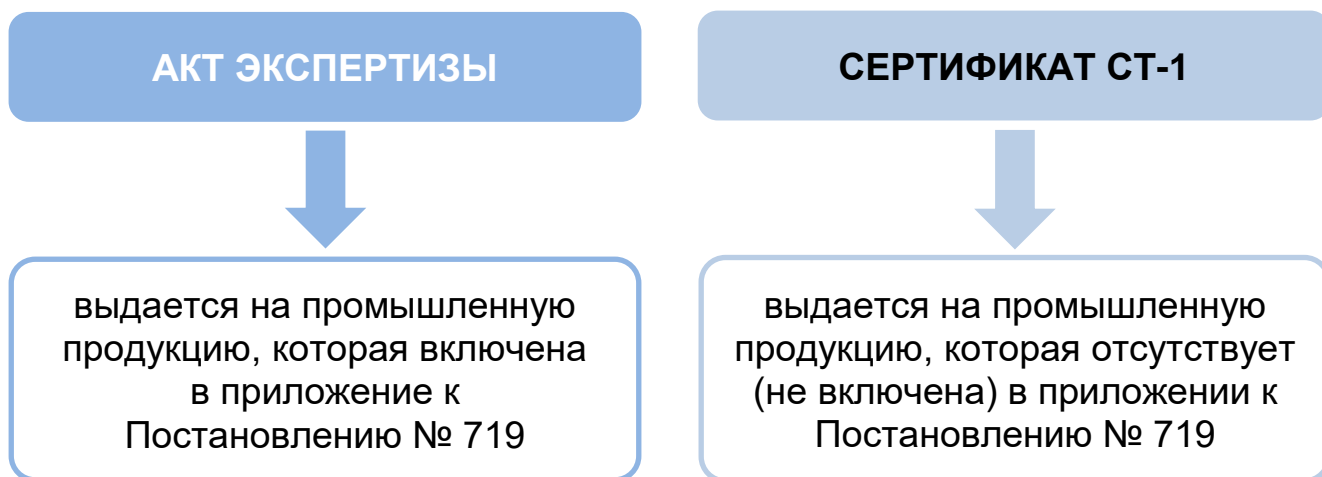 АКТ ЭКСПЕРТИЗЫ
выдается на промышленную
продукцию, которая включена
в приложение к
Постановлению № 719
СЕРТИФИКАТ СТ-1
выдается на промышленную
продукцию, которая отсутствует
(не включена) в приложении к
Постановлению № 719